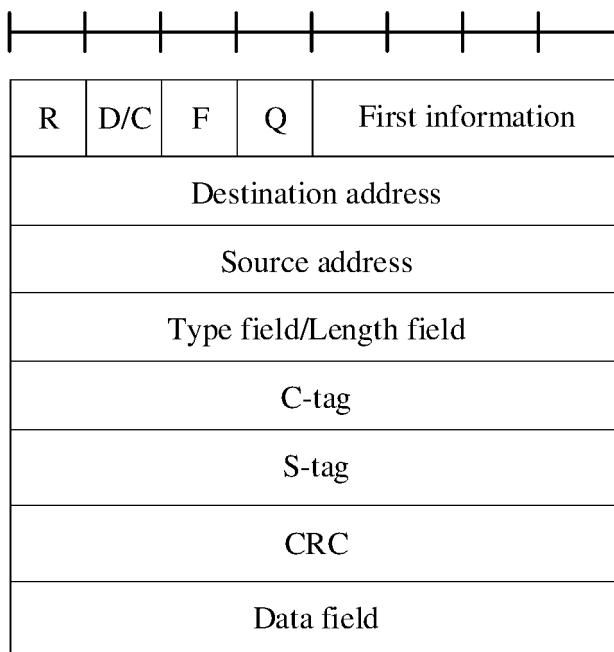 R D/C F Q First information
Destination address
Source address
Type field/Length field
C-tag
S-tag
CRC
Data field